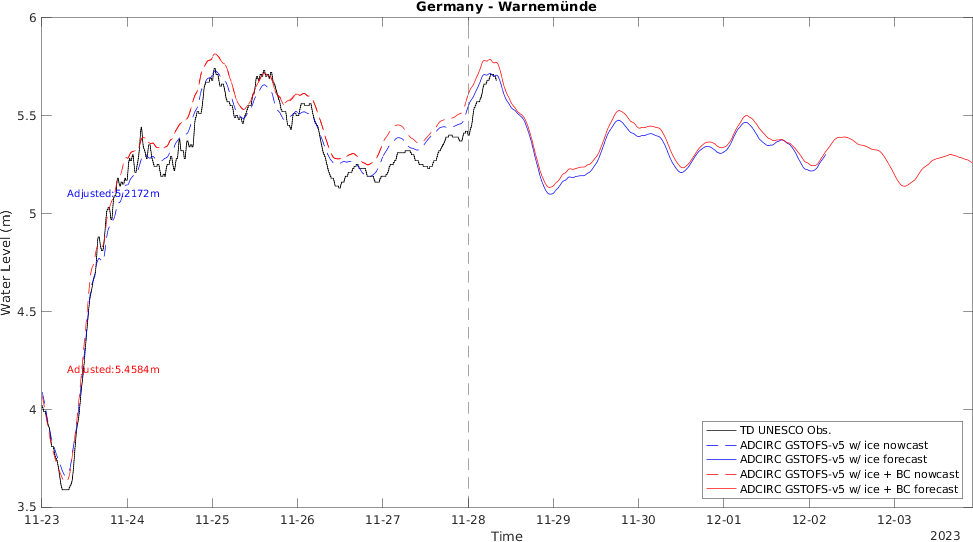 Germany - Warnemünde
6
5.5
5
4.5
4
3.5
Water Level (m)
Adjusted:5.2172m
Adjusted:5.4584m
TD UNESCO Obs.
ADCIRC GSTOFS-v5 w/ ice nowcast
ADCIRC GSTOFS-v5 w/ ice forecast
ADCIRC GSTOFS-v5 w/ ice + BC nowcast
ADCIRC GSTOFS-v5 w/ ice + BC forecast
11-23 11-24 11-25 11-26 11-27 11-28 11-29 11-30 12-01 12-02 12-03
Time
2023